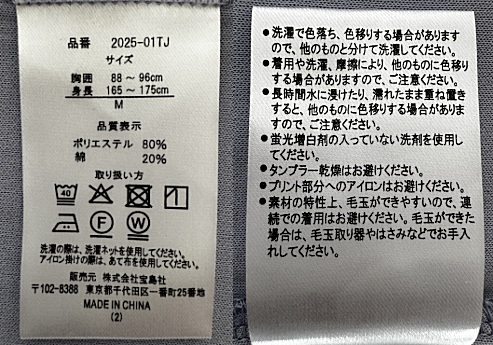 品番 2025-01TJ
サイズ
胸囲 88 ～ 96cm
身長 165 ～ 175cm
M
品質表示
ポリエステル 80%
綿 20%
取り扱い方
40
F
W
洗濯の際は、洗濯ネットを使用してください。
アイロン掛けの際は、あて布を使用してください。
販売元 株式会社宝島社
〒102-8388 東京都千代田区一番町25番地
MADE IN CHINA
(2)
●洗濯で色落ち、色移りする場合があります
ので、他のものと分けて洗濯してください。
●着用や洗濯、摩擦により、他のものに色移り
する場合がありますので、ご注意ください。
●長時間水に浸けたり、濡れたまま重ね置き
すると、他のものに色移りする場合がありま
すので、ご注意ください。
●蛍光増白剤の入っていない洗剤を使用し
てください。
●タンブラー乾燥はお避けください。
●プリント部分へのアイロンはお避けください。
●素材の特性上、毛玉ができやすいので、連
続での着用はお避けください。毛玉ができた
場合は、毛玉取り器やはさみなどでお手入
れしてください。